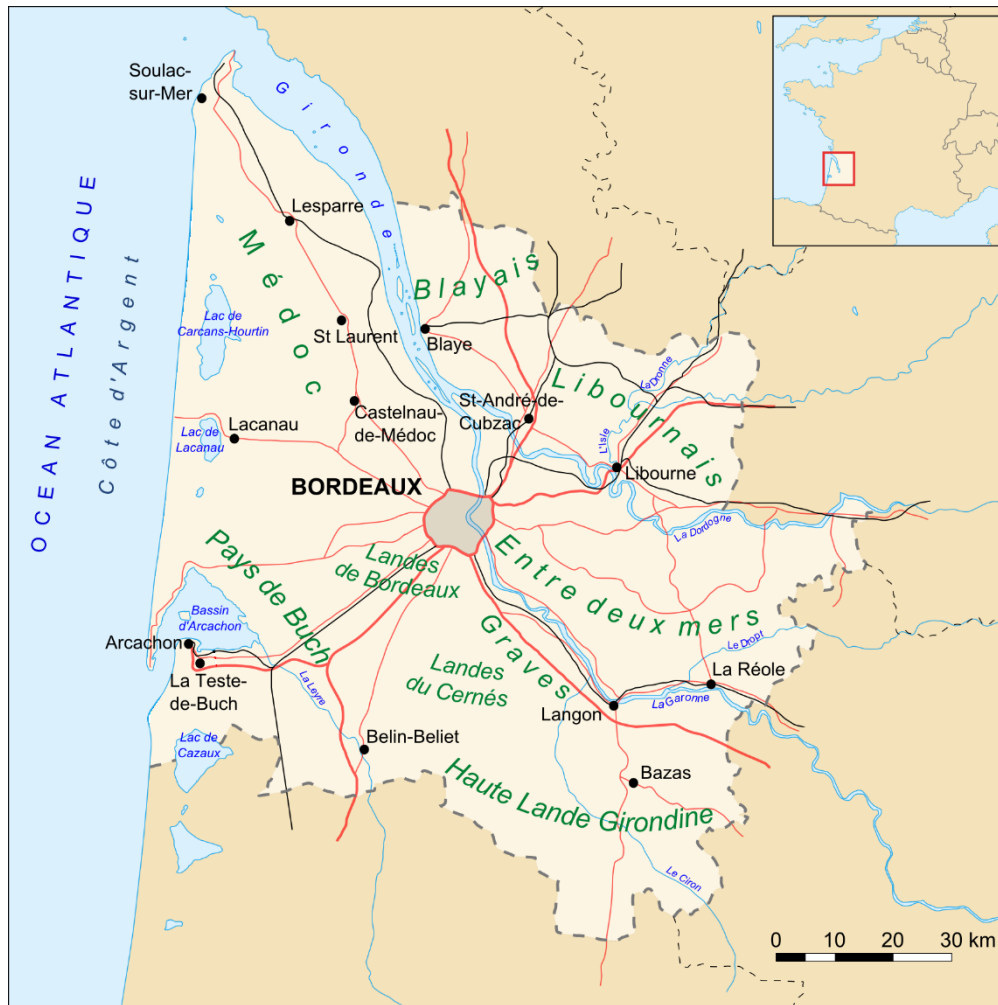 Soulac-
sur-Mer
Gironde
OCEAN ATLANTIQUE
Côte d'Argent
Lesparre
Médoc
Blayais
Lac de
Carcans-Hourtin
St Laurent
Blaye
Libournais
La Dronne
L'Isle
St-André-de-
Cubzac
Castelnau-
de-Médoc
Lacanau
Lac de
Lacanau
Libourne
BORDEAUX
La Dordogne
Entre deux mers
Pays de Buch
Landes
de Bordeaux
Bassin
d'Arcachon
Graves
Le Dropt
Arcachon
La Teste-
de-Buch
La Leyre
Landes
du Cernés
La Réole
La Garonne
Langon
Lac de
Cazaux
Belin-Beliet
Bazas
Haute Lande Girondine
Le Ciron
0 10 20 30 km